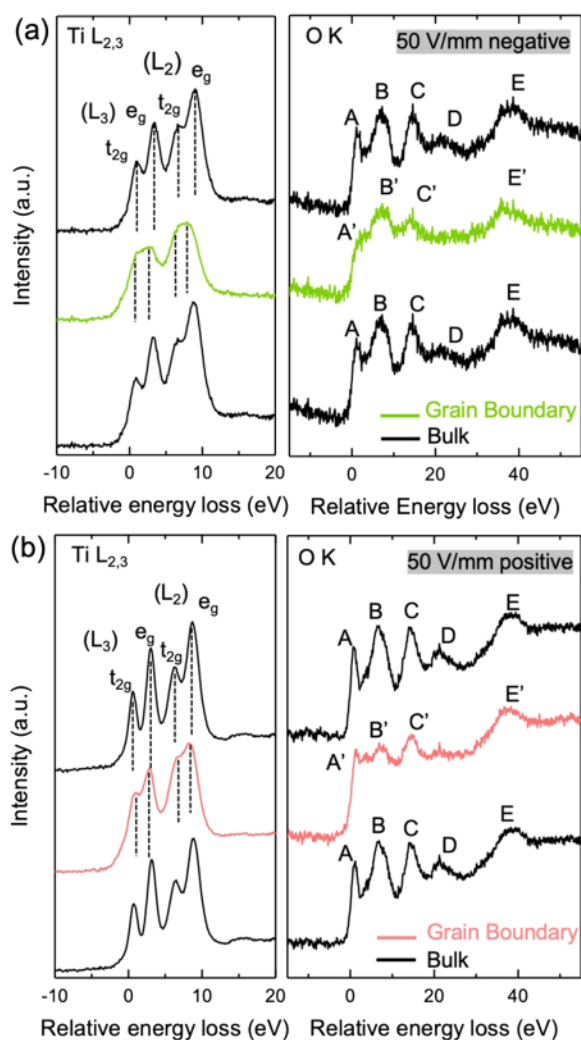 (a)
Ti L2,3
O K
50 V/mm negative
(L2)
eg
t2g
(L3)
eg
t2g
A
B
C
D
E
A'
B'
C'
E'
A
B
C
D
E
Grain Boundary
Bulk
Intensity (a.u.)
-10
0
10
20
0
20
40
Relative energy loss (eV)
Relative Energy loss (eV)
(b)
Ti L2,3
O K
50 V/mm positive
(L2)
eg
(L3)
eg
t2g
t2g
A
B
C
D
E
A'
B'
C'
E'
A
B
C
D
E
Grain Boundary
Bulk
Intensity (a.u.)
-10
0
10
20
0
20
40
Relative energy loss (eV)
Relative energy loss (eV)